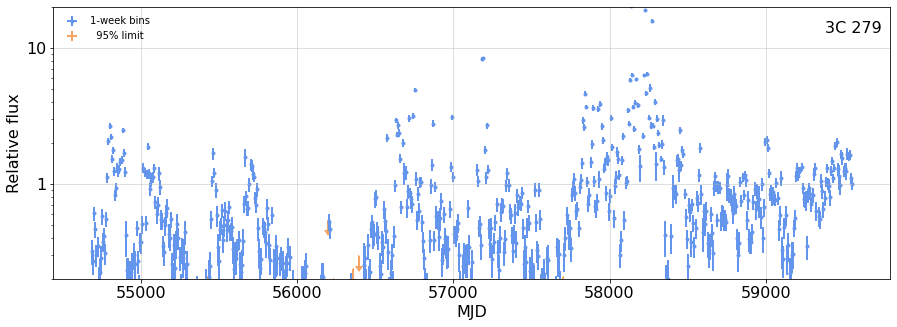 1-week bins
95% limit
3C 279
10
1
Relative flux
55000 56000 57000 58000 59000
MJD